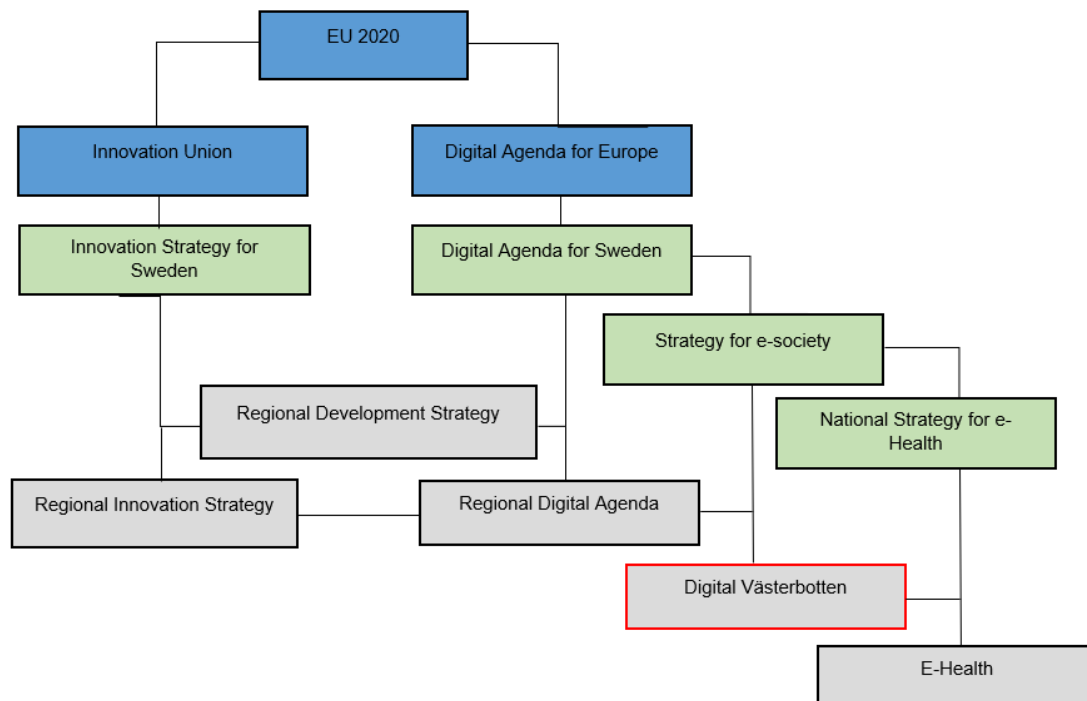 EU 2020
Innovation Union
Digital Agenda for Europe
Innovation Strategy for
Sweden
Digital Agenda for Sweden
Strategy for e-society
Regional Development Strategy
National Strategy for e-
Health
Regional Innovation Strategy
Regional Digital Agenda
Digital Västerbotten
E-Health